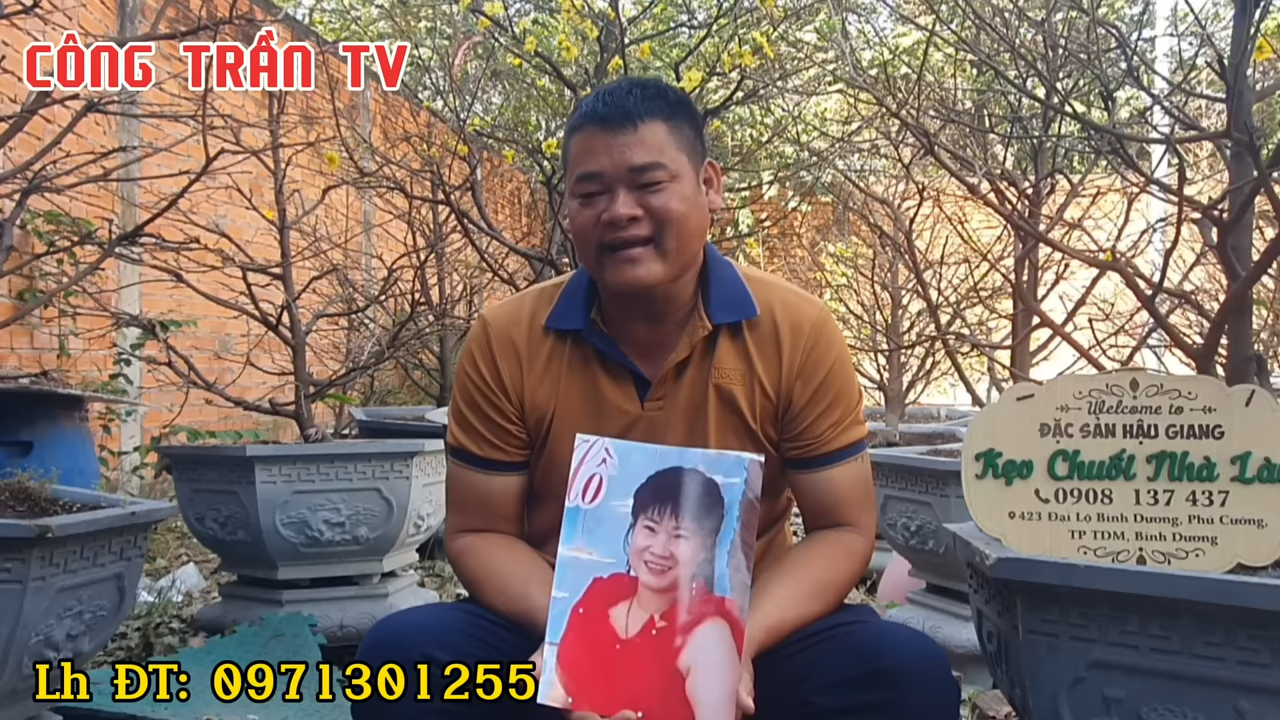 CÔNG TRẦN TV
Hồ
Welcome to
ĐẶC SẢN HẬU GIANG
Kẹo Chuối Nhà Là
0908 137 437
423 Đại Lộ Bình Dương, Phú Cường,
TP TDM, Bình Dương
Lh ĐT: 0971301255